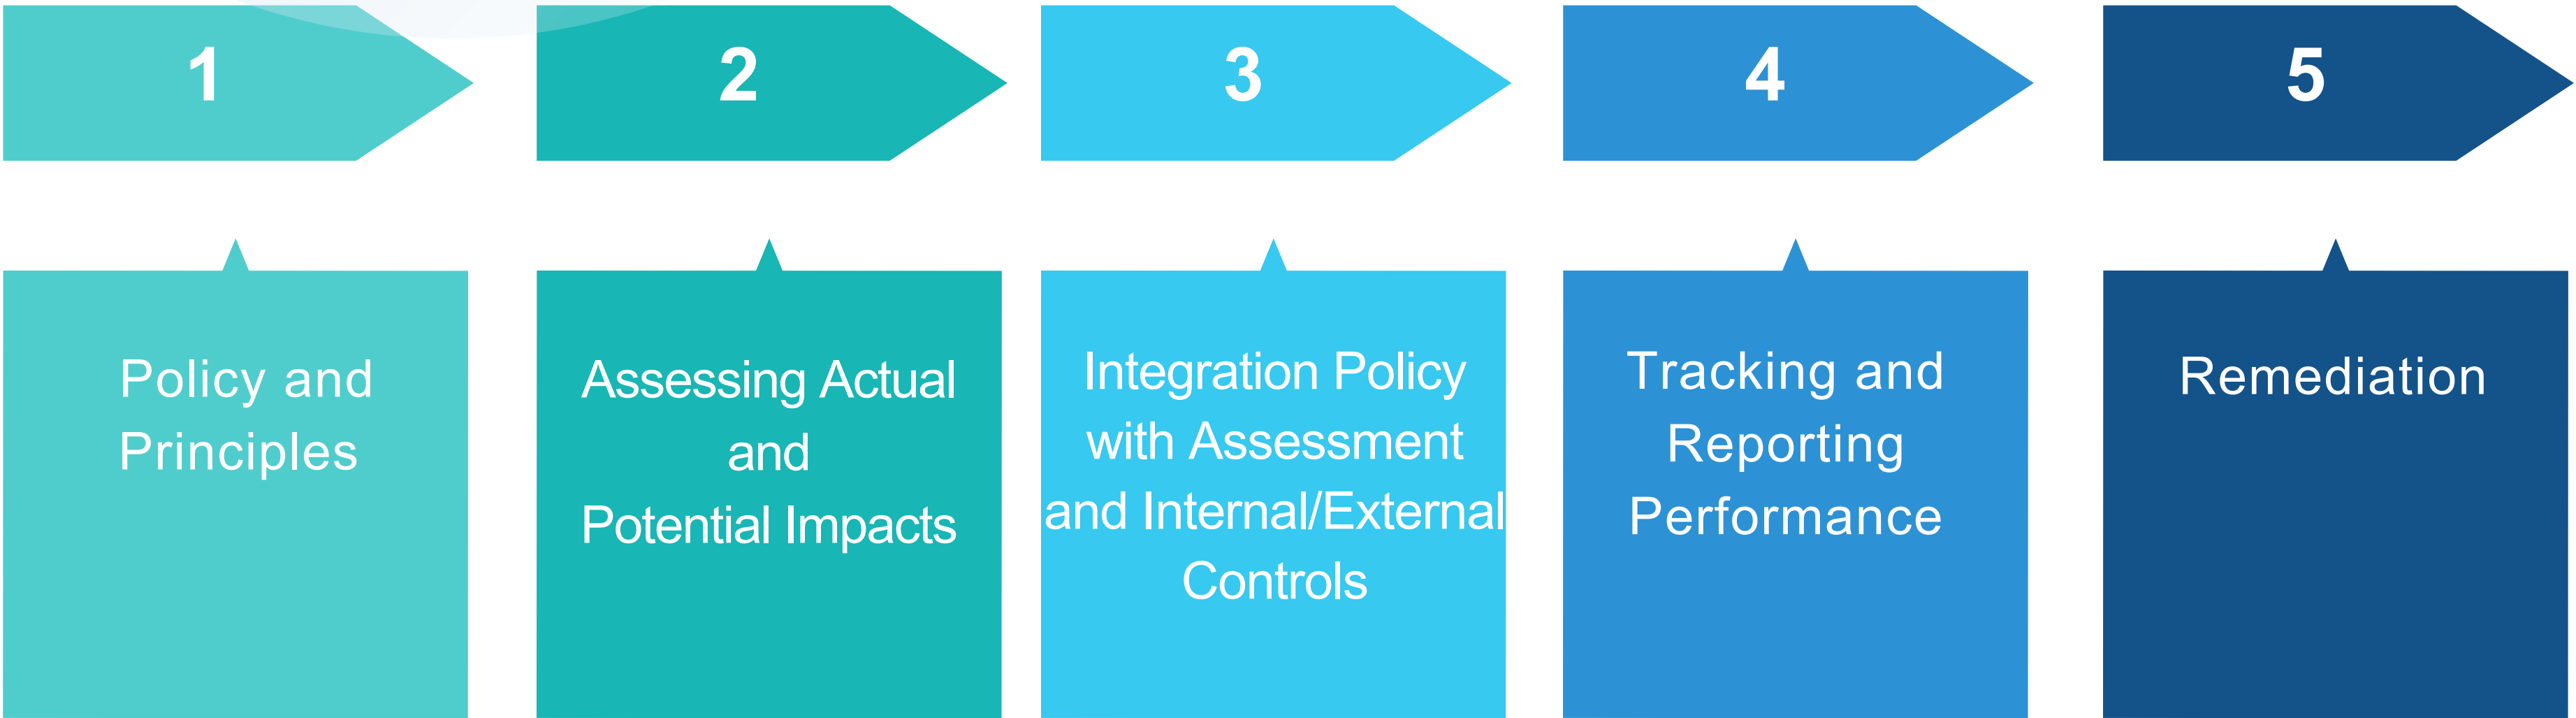 1
2
3
4
5
Policy and
Principles
Assessing Actual
and
Potential Impacts
Integration Policy
with Assessment
and Internal/External
Controls
Tracking and
Reporting
Performance
Remediation